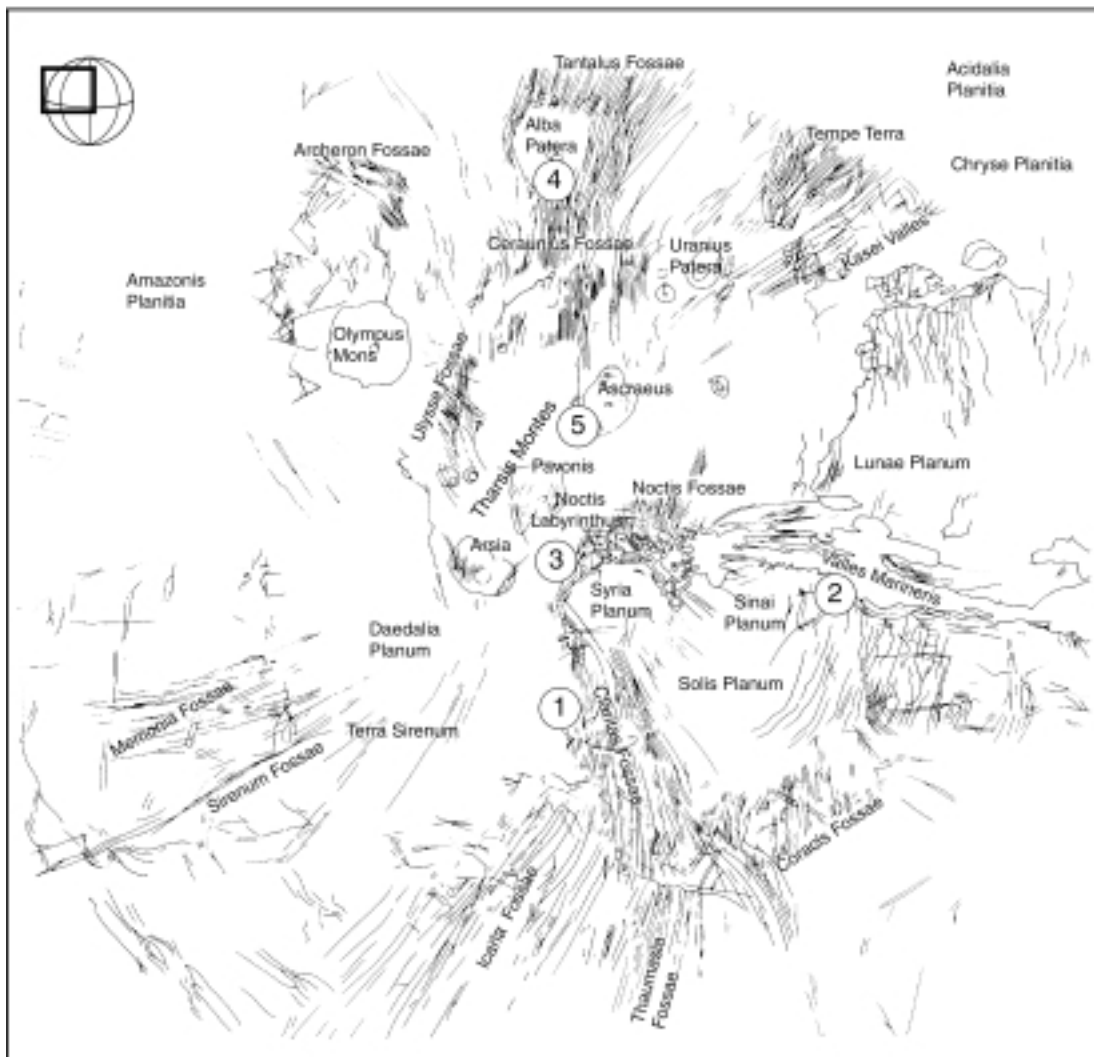 Tantalus Fossae
Acidalia
Planitia
Alba
Patera
Tempe Terra
Archeron Fossae
Chryse Planitia
4
Ceraunius Fossae
Uranius
Patera
Kasei Valles
Amazonis
Planitia
Olympus
Mons
Ulysse Fossae
Ascraeus
5
Tharsis Montes
Pavonis
Lunae Planum
Noctis Fossae
Noctis
Labyrinthus
Arsia
3
Valles Marineris
Syria
Planum
2
Sinai
Planum
Daedalia
Planum
Solis Planum
1
Claritas Fossae
Memonia Fossae
Terra Sirenum
Sirenum Fossae
Coracis Fossae
Icaria Fossae
Thaumasia
Fossae